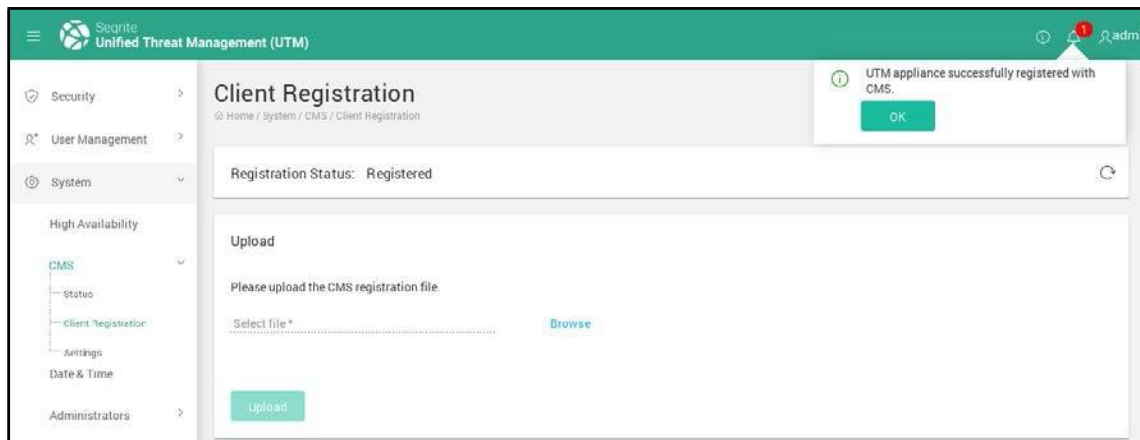 Seqrite
Unified Threat Management (UTM)
1
adm
UTM appliance successfully registered with
CMS.
OK
Security
User Management
System
High Availability
CMS
Status
Client Registration
Settings
Date & Time
Administrators
Client Registration
Home / System / CMS / Client Registration
Registration Status: Registered
Upload
Please upload the CMS registration file.
Select file *
Browse
Upload